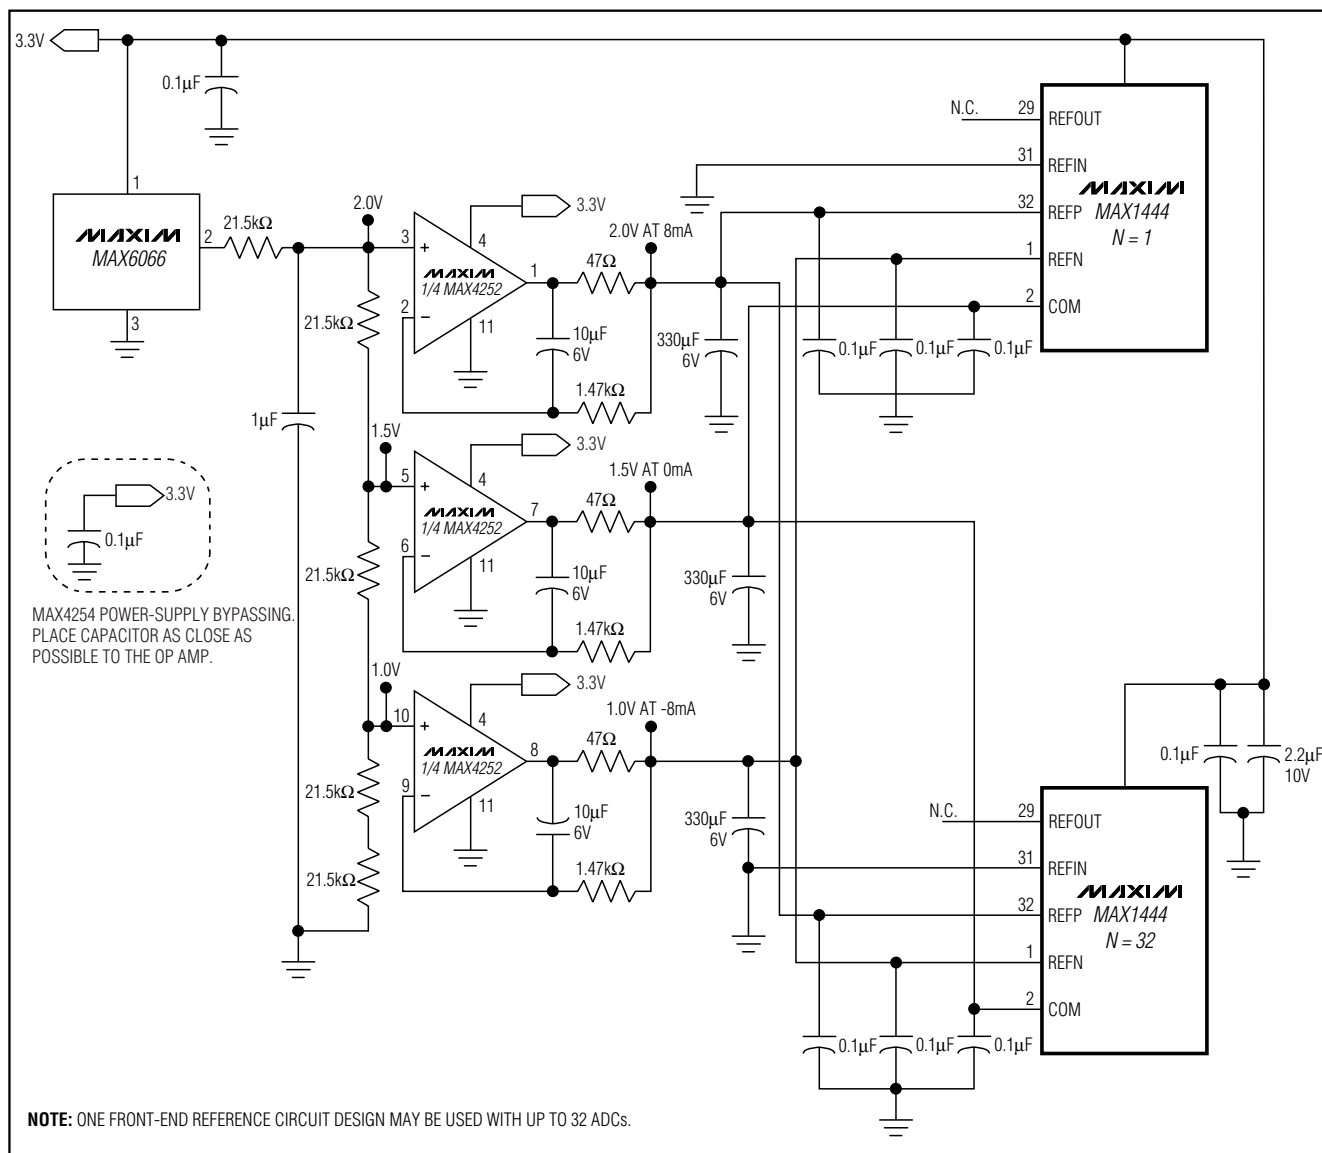 3.3V
0.1µF
1
MAXIM
MAX6066
2
3
21.5kΩ
1µF
2.0V
21.5kΩ
1.5V
21.5kΩ
1.0V
21.5kΩ
21.5kΩ
3
+
4
3.3V
MAXIM
1/4 MAX4252
2
−
11
1
47Ω
2.0V AT 8mA
10µF
6V
1.47kΩ
330µF
6V
5
+
4
3.3V
MAXIM
1/4 MAX4252
6
−
11
7
47Ω
1.5V AT 0mA
10µF
6V
1.47kΩ
330µF
6V
10
+
4
3.3V
MAXIM
1/4 MAX4252
9
−
11
8
47Ω
1.0V AT -8mA
10µF
6V
1.47kΩ
330µF
6V
3.3V
0.1µF
MAX4254 POWER-SUPPLY BYPASSING.
PLACE CAPACITOR AS CLOSE AS
POSSIBLE TO THE OP AMP.
N.C.
29
REFOUT
31
REFIN
32
REFP
1
REFN
2
COM
MAXIM
MAX1444
N = 1
0.1µF
0.1µF
0.1µF
0.1µF
2.2µF
10V
N.C.
29
REFOUT
31
REFIN
32
REFP
1
REFN
2
COM
MAXIM
MAX1444
N = 32
0.1µF
0.1µF
0.1µF
NOTE: ONE FRONT-END REFERENCE CIRCUIT DESIGN MAY BE USED WITH UP TO 32 ADCs.